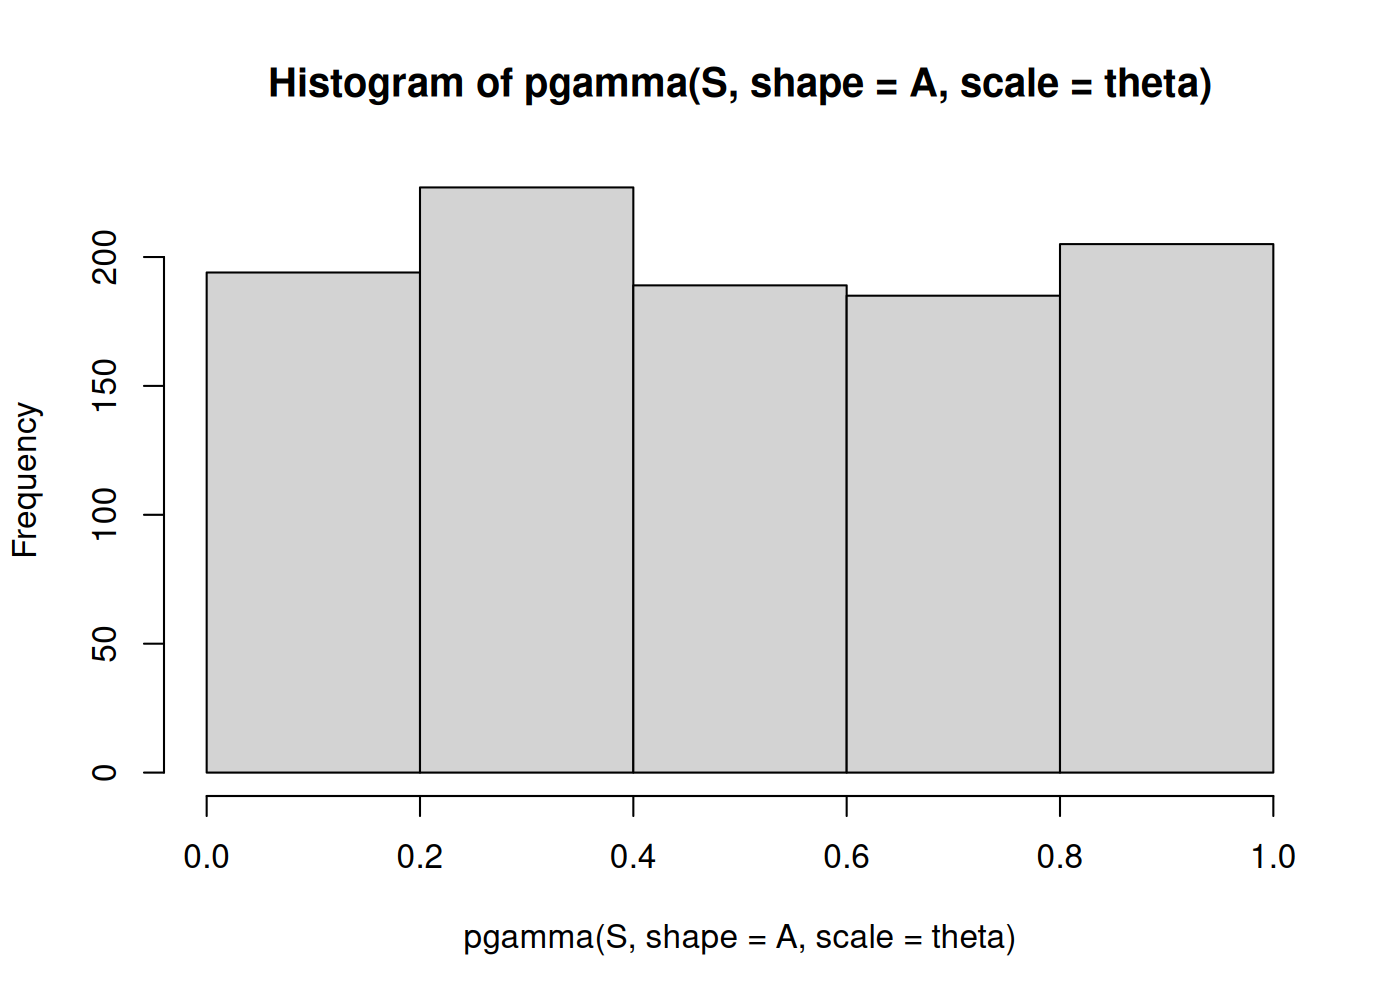 Histogram of pgamma(S, shape = A, scale = theta)
Frequency
200
150
100
50
0
0.0 0.2 0.4 0.6 0.8 1.0
pgamma(S, shape = A, scale = theta)